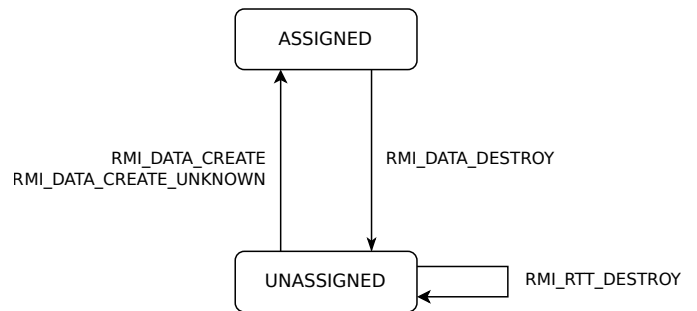 ASSIGNED
RMI_DATA_CREATE
RMI_DATA_CREATE_UNKNOWN
RMI_DATA_DESTROY
UNASSIGNED
RMI_RTT_DESTROY